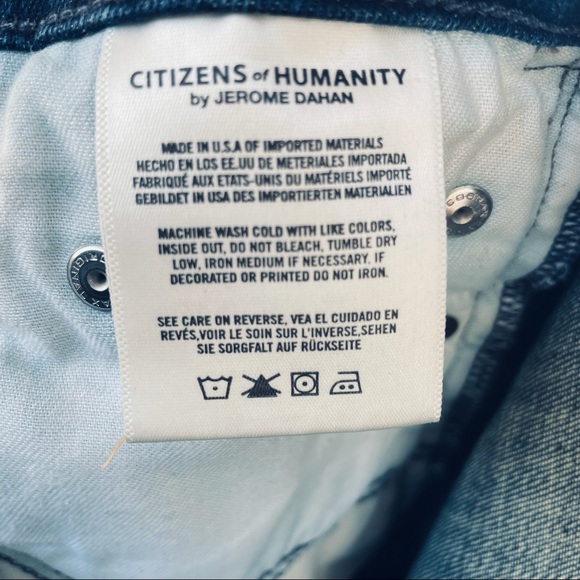 CITIZENS of HUMANITY
by JEROME DAHAN
MADE IN U.S.A OF IMPORTED MATERIALS
HECHO EN LOS EE.UU DE METERIALES IMPORTADA
FABRIQUÉ AUX ETATS-UNIS DU MATÉRIELS IMPORTÉ
GEBILDET IN USA DES IMPORTIERTEN MATERIALIEN
MACHINE WASH COLD WITH LIKE COLORS,
INSIDE OUT, DO NOT BLEACH, TUMBLE DRY
LOW, IRON MEDIUM IF NECESSARY. IF
DECORATED OR PRINTED DO NOT IRON.
SEE CARE ON REVERSE, VEA EL CUIDADO EN
REVÉS,VOIR LE SOIN SUR L'INVERSE,SEHEN
SIE SORGFALT AUF RÜCKSEITE